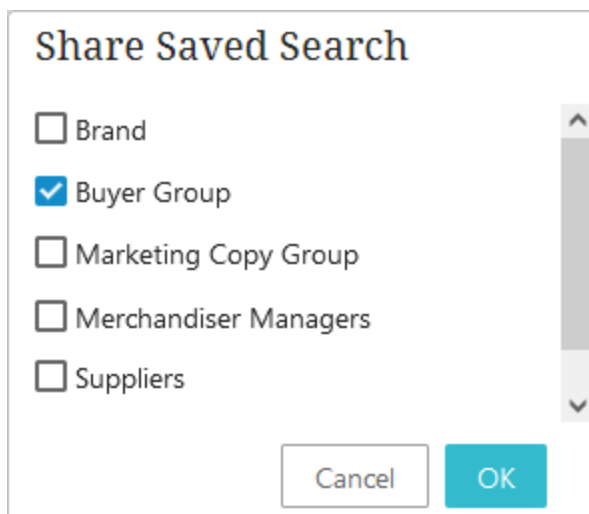 Share Saved Search
Brand
Buyer Group
Marketing Copy Group
Merchandiser Managers
Suppliers
Cancel OK